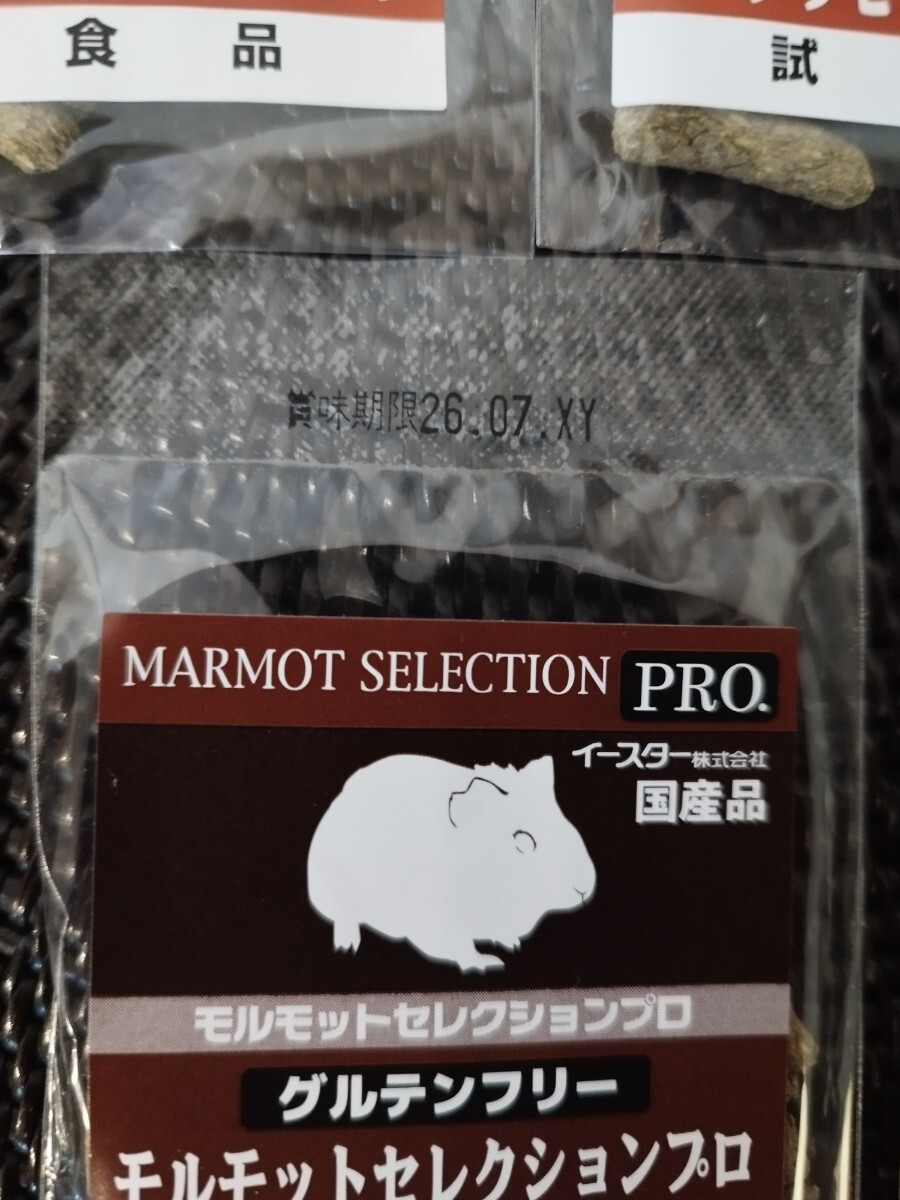 食品
試
賞味期限26.07.XY
MARMOT SELECTION PRO.
イースター株式会社
国産品
モルモットセレクションプロ
グルテンフリー
モルモットセレクションプロ